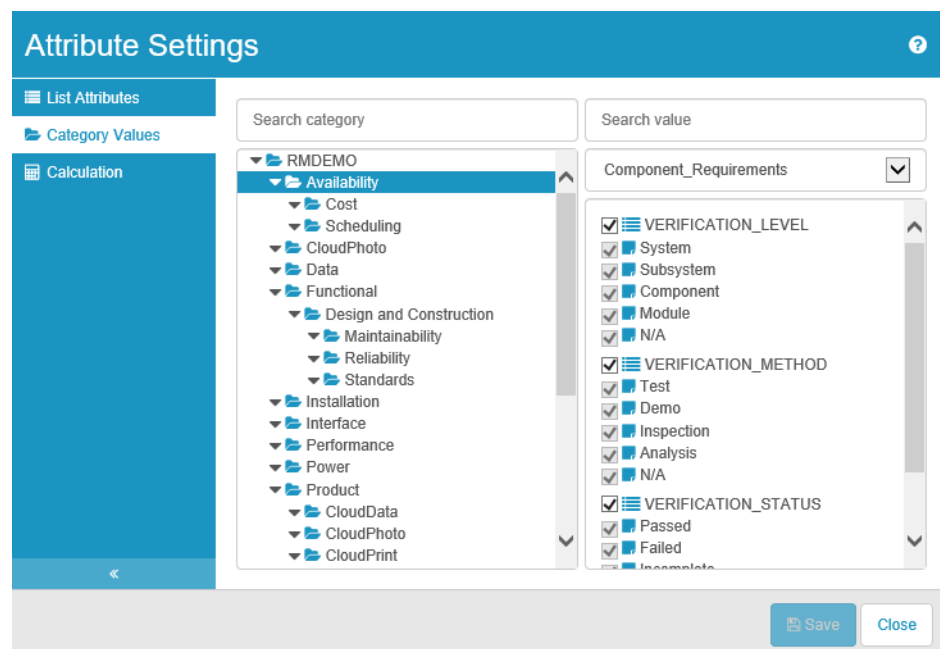 Attribute Settings
List Attributes
Category Values
Calculation
Search category
RMDEMO
Availability
Cost
Scheduling
CloudPhoto
Data
Functional
Design and Construction
Maintainability
Reliability
Standards
Installation
Interface
Performance
Power
Product
CloudData
CloudPhoto
CloudPrint
Search value
Component_Requirements
VERIFICATION_LEVEL
System
Subsystem
Component
Module
N/A
VERIFICATION_METHOD
Test
Demo
Inspection
Analysis
N/A
VERIFICATION_STATUS
Passed
Failed
Incomplete
Save
Close